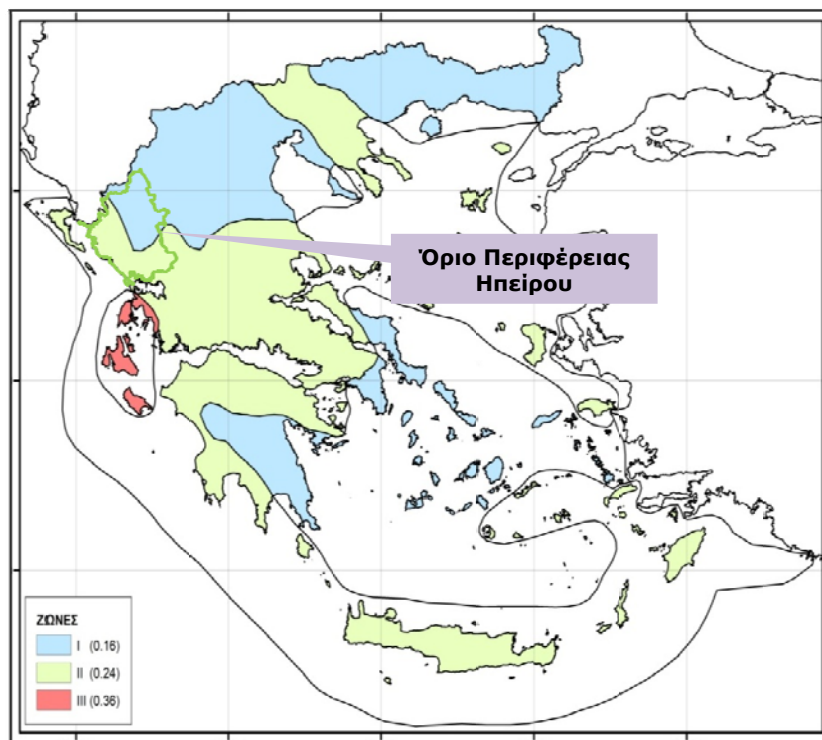 Όριο Περιφέρειας
Ηπείρου
ΖΩΝΕΣ
I (0.16)
II (0.24)
III (0.36)